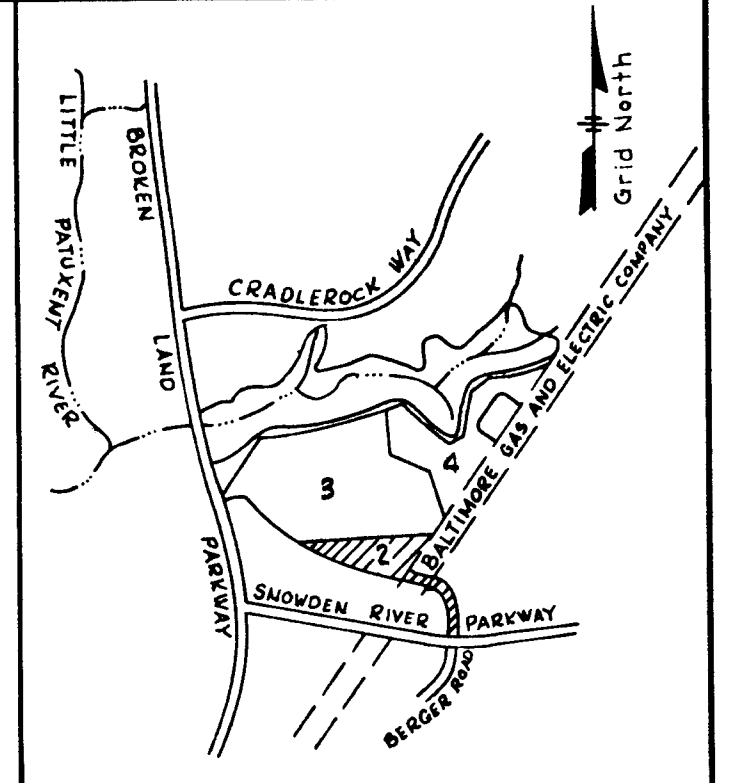 Grid North
LITTLE PATUXENT RIVER
BROKEN LAND PARKWAY
CRADLEROCK WAY
BALTIMORE GAS AND ELECTRIC COMPANY
3
4
2
SNOWDEN RIVER PARKWAY
BERGER ROAD